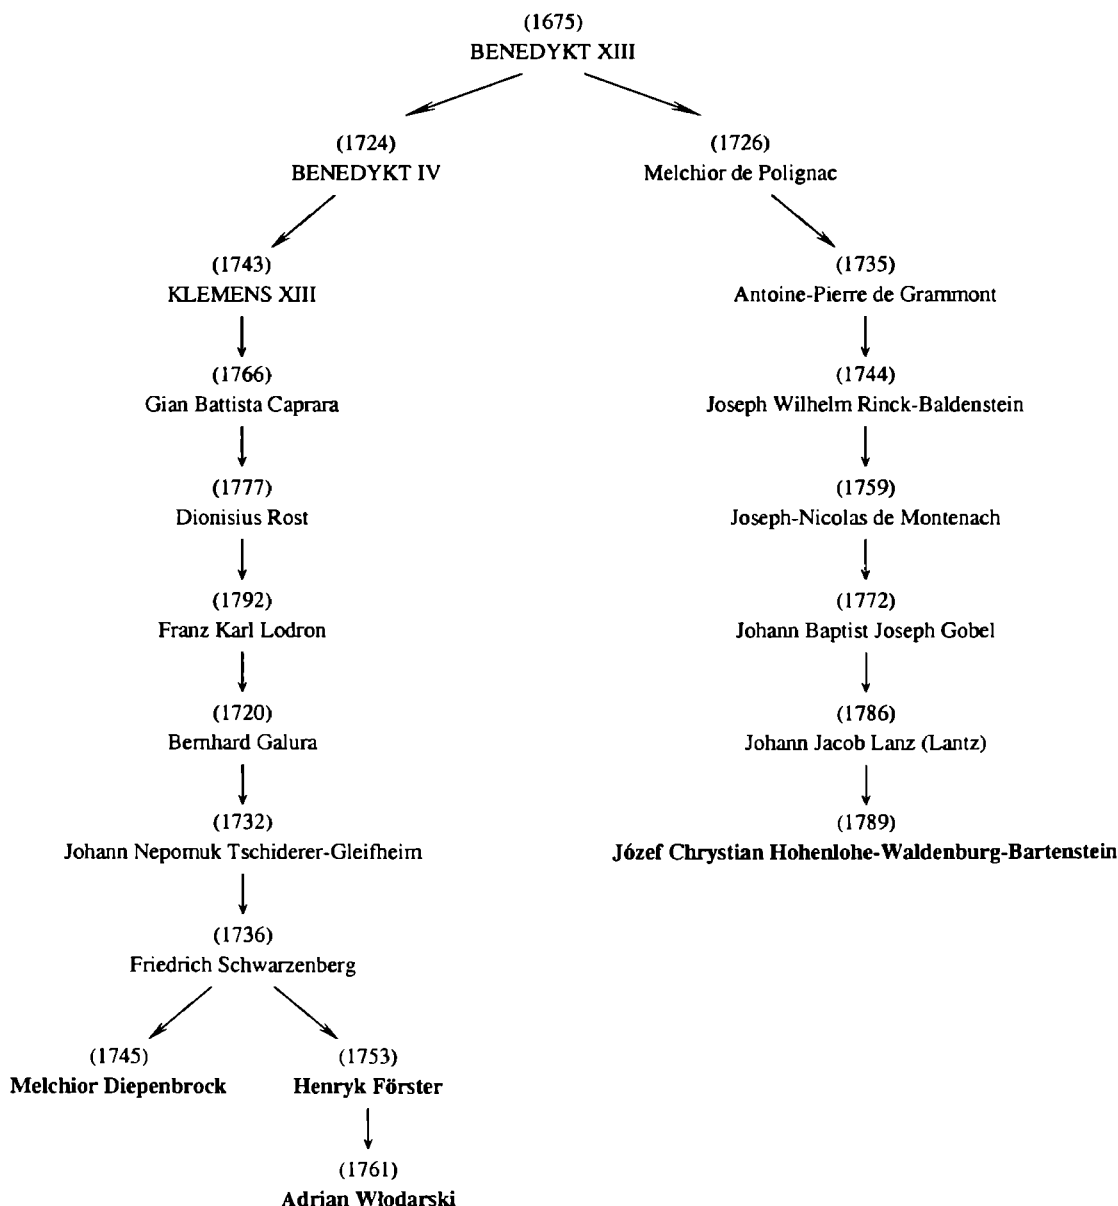 (1675)
BENEDYKT XIII
(1724)
BENEDYKT IV
(1726)
Melchior de Polignac
(1743)
KLEMENS XIII
(1735)
Antoine-Pierre de Grammont
(1766)
Gian Battista Caprara
(1744)
Joseph Wilhelm Rinck-Baldenstein
(1777)
Dionisius Rost
(1759)
Joseph-Nicolas de Montenach
(1792)
Franz Karl Lodron
(1772)
Johann Baptist Joseph Gobel
(1720)
Bernhard Galura
(1786)
Johann Jacob Lanz (Lantz)
(1732)
Johann Nepomuk Tschiderer-Gleifheim
(1789)
Józef Chrystian Hohenlohe-Waldenburg-Bartenstein
(1736)
Friedrich Schwarzenberg
(1745)
Melchior Diepenbrock
(1753)
Henryk Förster
(1761)
Adrian Włodarski